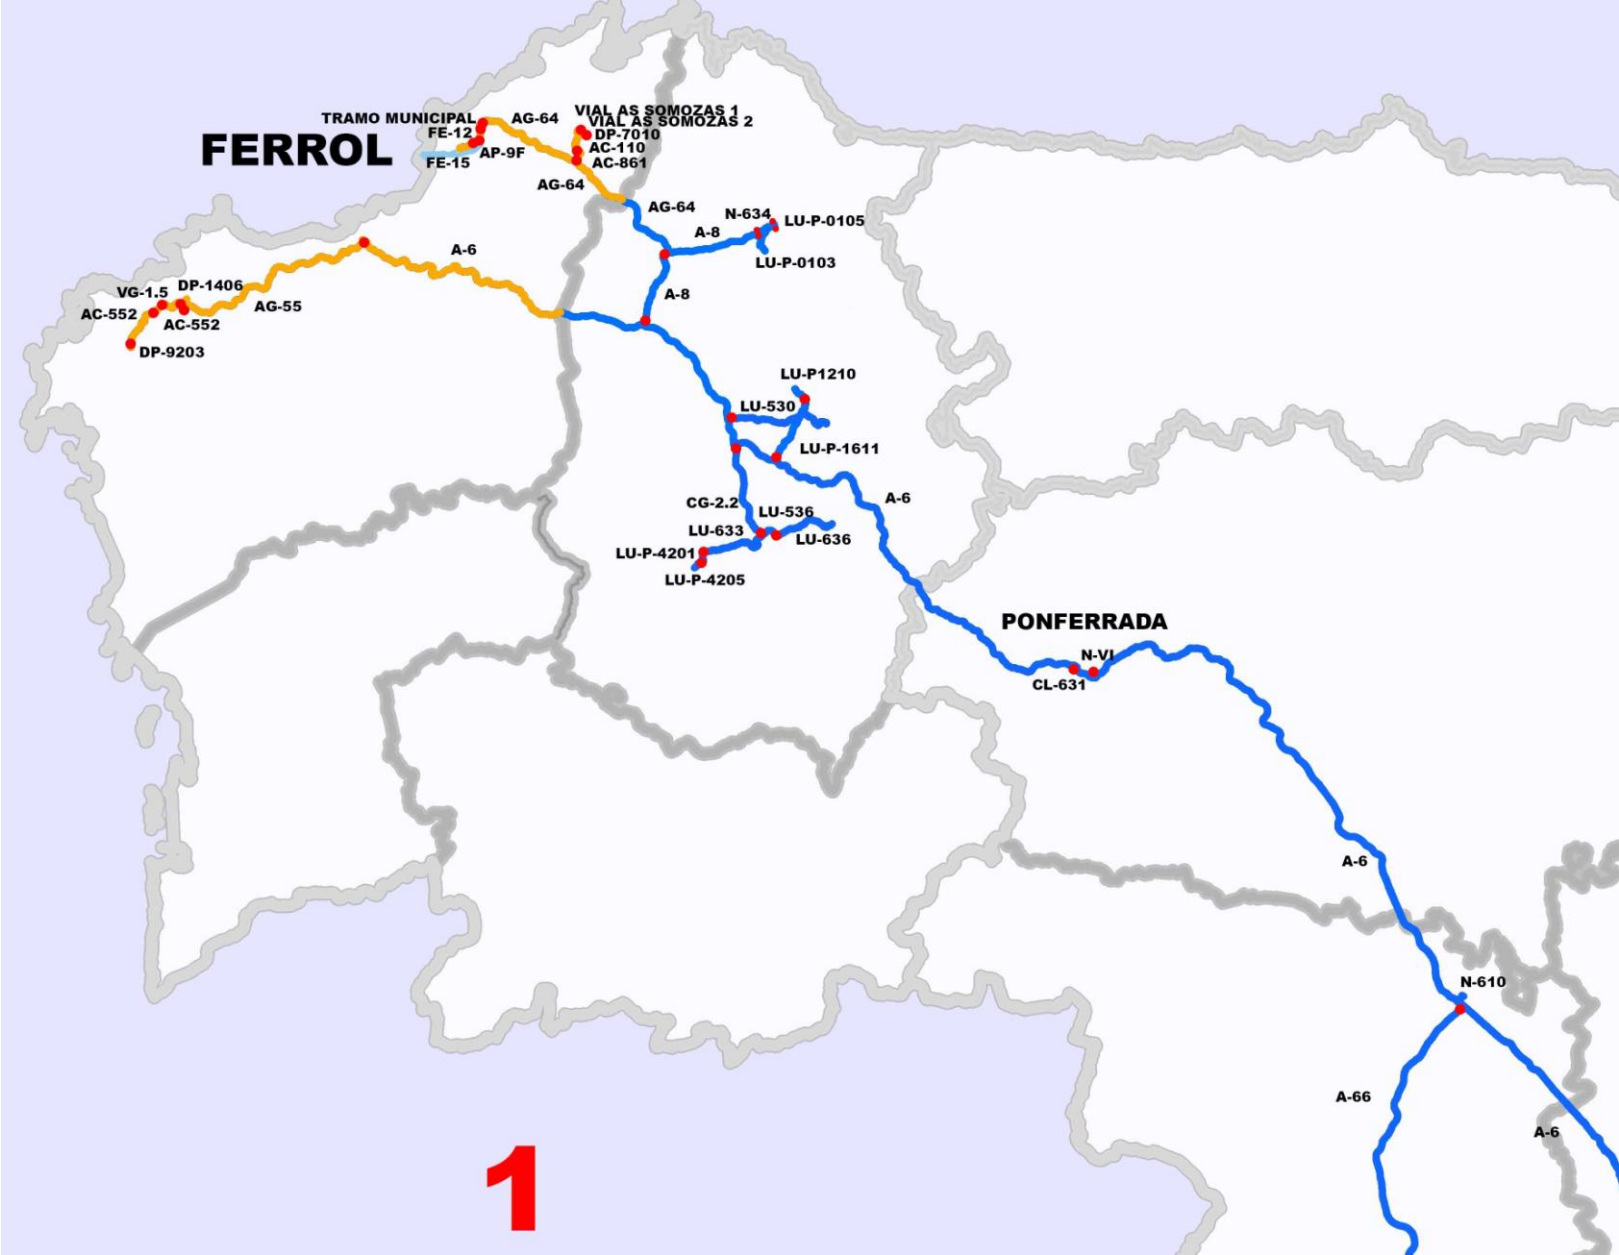 VIAL AS SOMOZAS 1
TRAMO MUNICIPAL
AG-64
VIAL AS SOMOZAS 2
FE-12
DP-7010
FERROL
AP-9F
AC-110
FE-15
AC-861
AG-64
AG-64
N-634
LU-P-0105
A-8
A-6
LU-P-0103
DP-1406
VG-1.5
A-8
AG-55
AC-552
AC-552
DP-9203
LU-P1210
LU-530
LU-P-1611
A-6
CG-2.2
LU-536
LU-633
LU-636
LU-P-4201
LU-P-4205
PONFERRADA
N-VI
CL-631
A-6
N-610
A-66
A-6
1